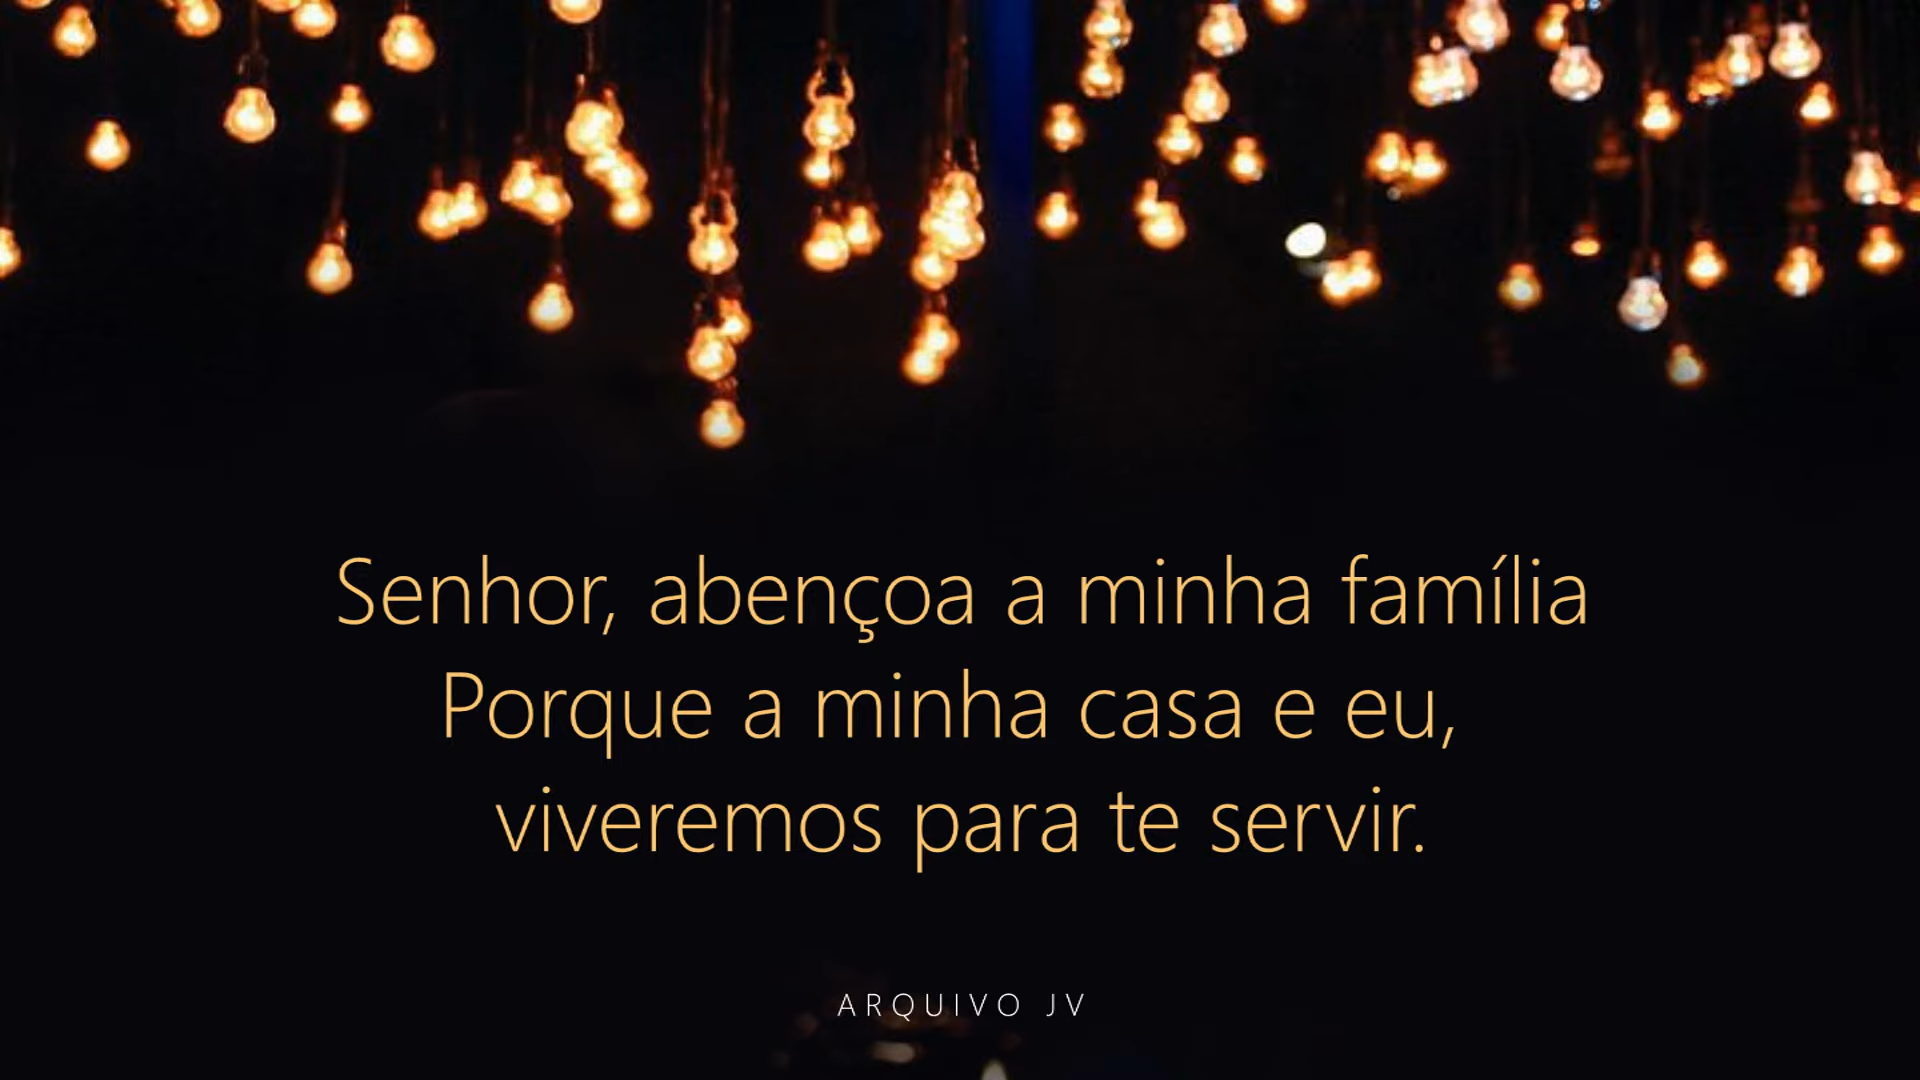 Senhor, abençoa a minha família
Porque a minha casa e eu,
viveremos para te servir.
ARQUIVO JV